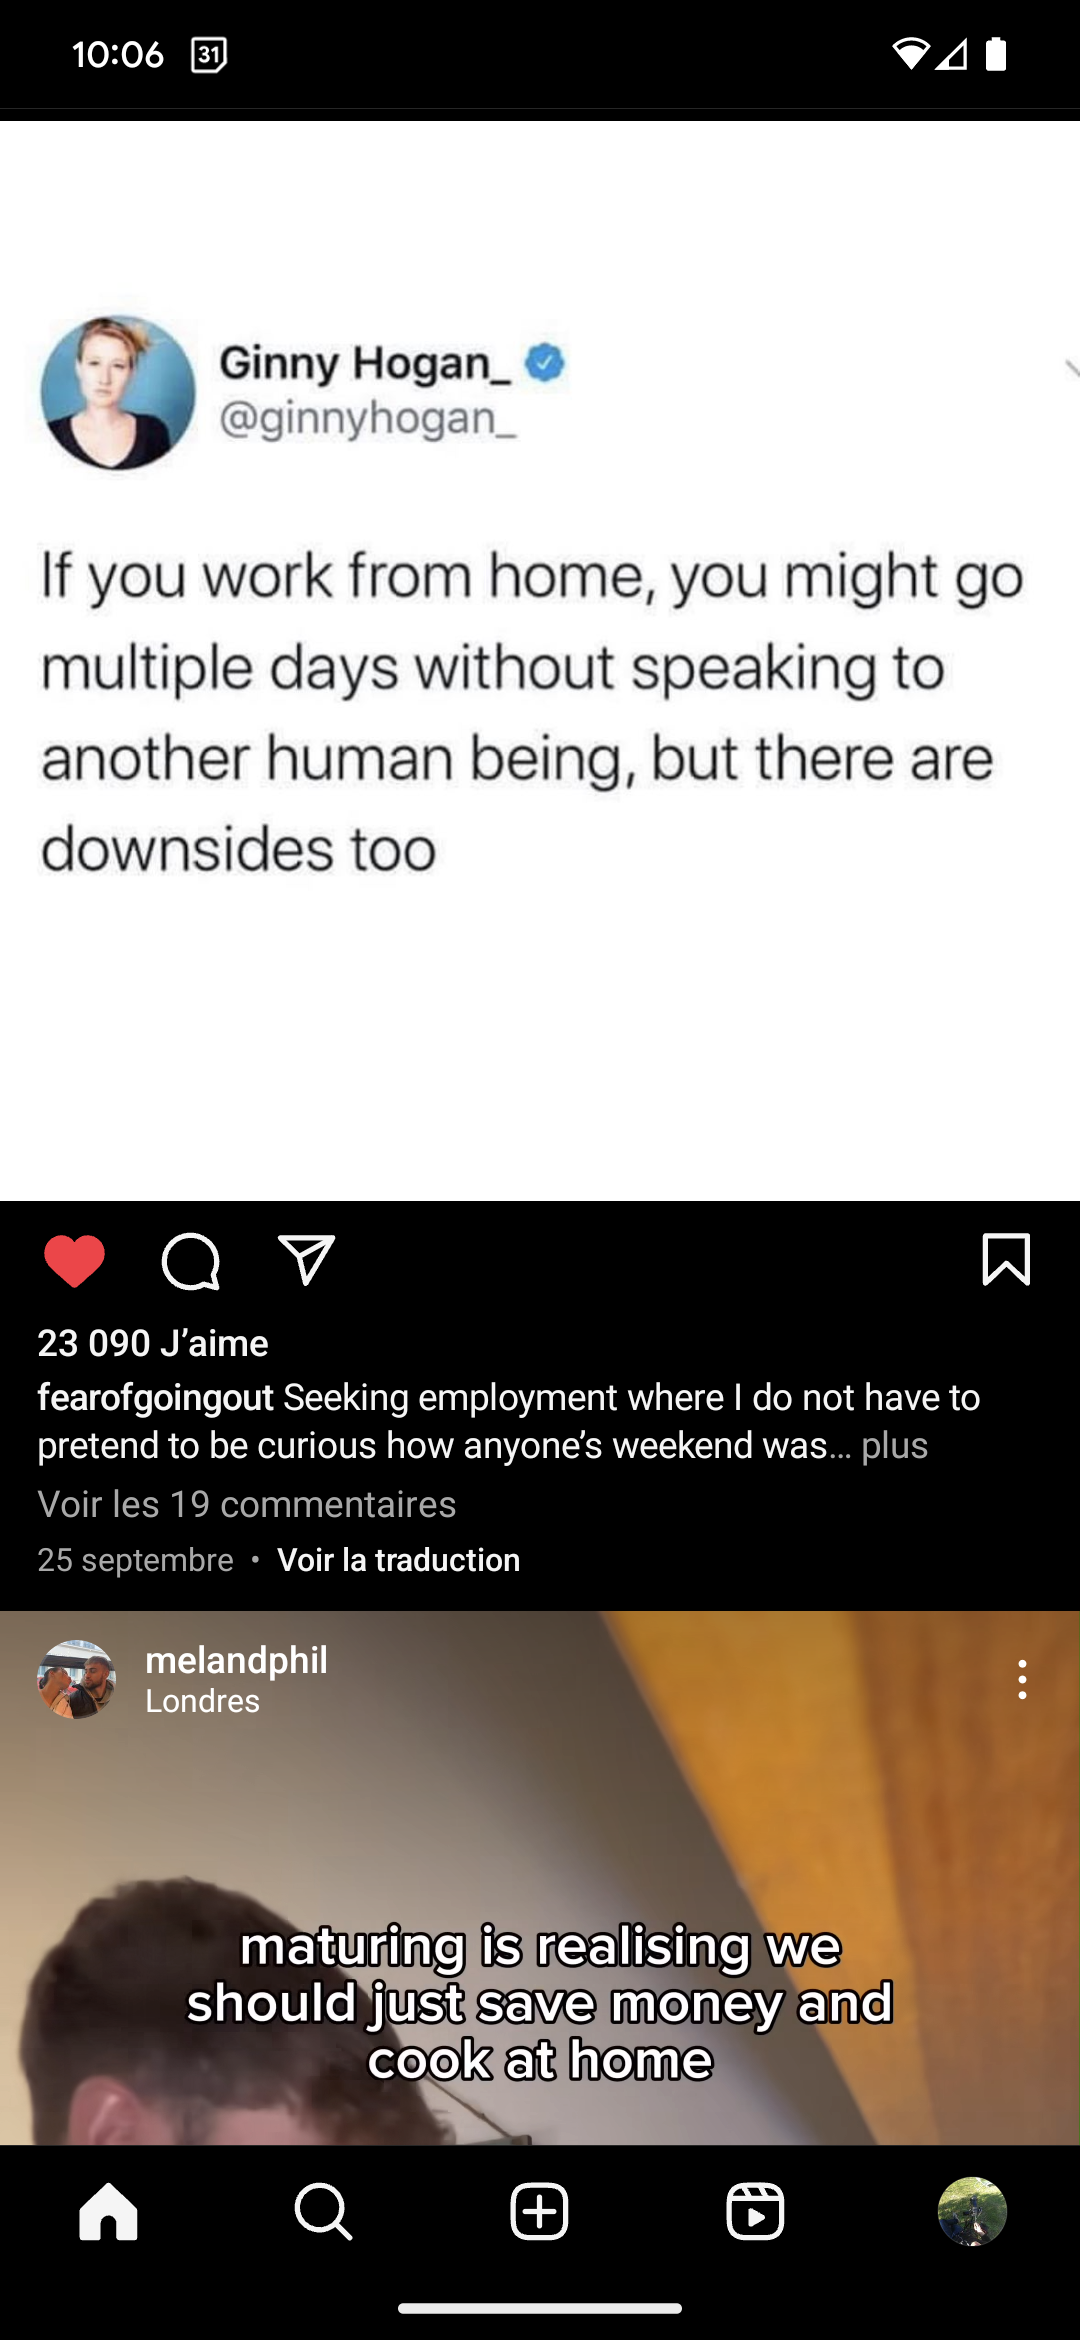 10:06 31
Ginny Hogan_
@ginnyhogan_
If you work from home, you might go
multiple days without speaking to
another human being, but there are
downsides too
23 090 J’aime
fearofgoingout Seeking employment where I do not have to
pretend to be curious how anyone’s weekend was... plus
Voir les 19 commentaires
25 septembre • Voir la traduction
melandphil
Londres
maturing is realising we
should just save money and
cook at home